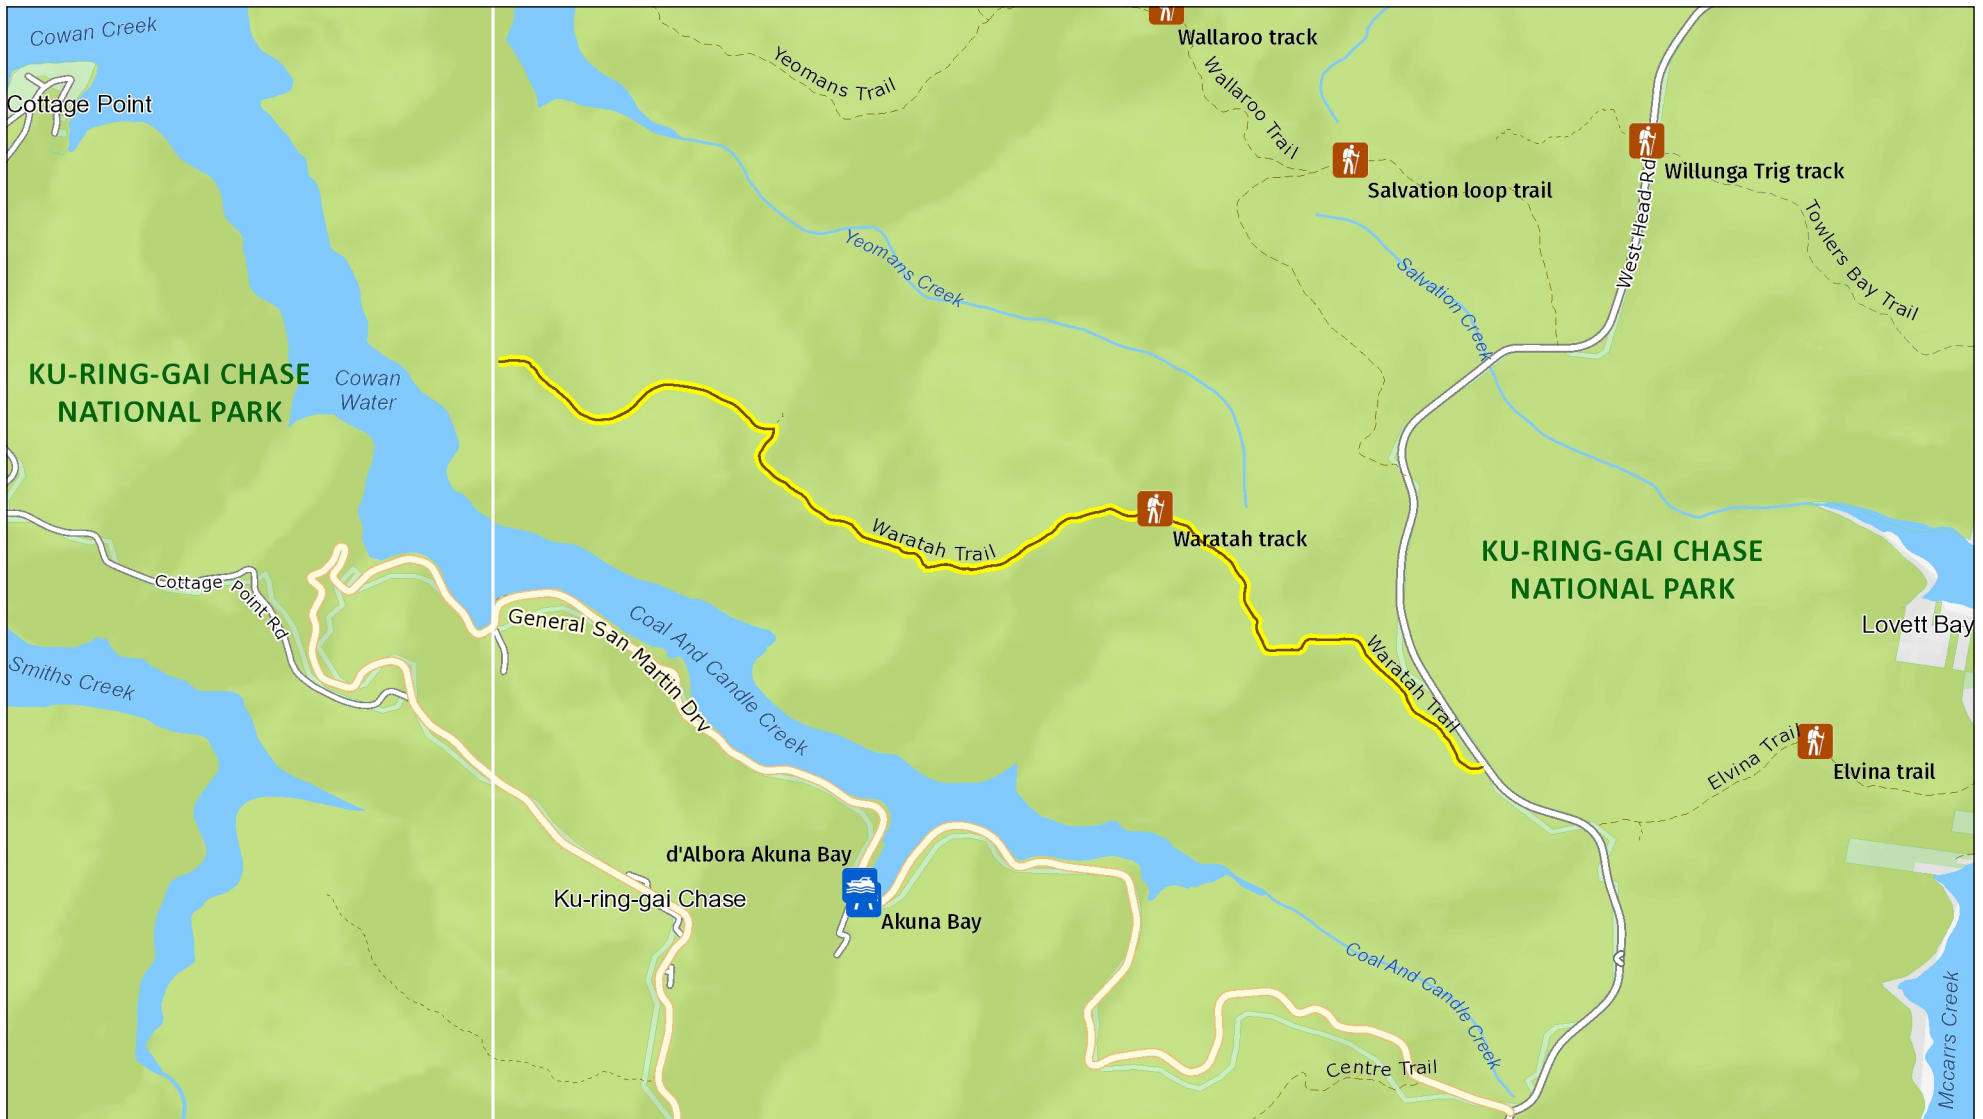 Cowan Creek
Wallaroo track
Yeomans Trail
Cottage Point
Wallaroo Trail
Salvation loop trail
Willunga Trig track
West Head Rd
Towlers Bay Trail
Yeomans Creek
Salvation Creek
KU-RING-GAI CHASE
NATIONAL PARK
Cowan
Water
Waratah Trail
Waratah track
KU-RING-GAI CHASE
NATIONAL PARK
Cottage Point Rd
General San Martin Drv
Coal And Candle Creek
Lovett Bay
Smiths Creek
Waratah Trail
Elvina Trail
Elvina trail
d'Albora Akuna Bay
Ku-ring-gai Chase
Akuna Bay
Coal And Candle Creek
Centre Trail
Mccarrs Creek